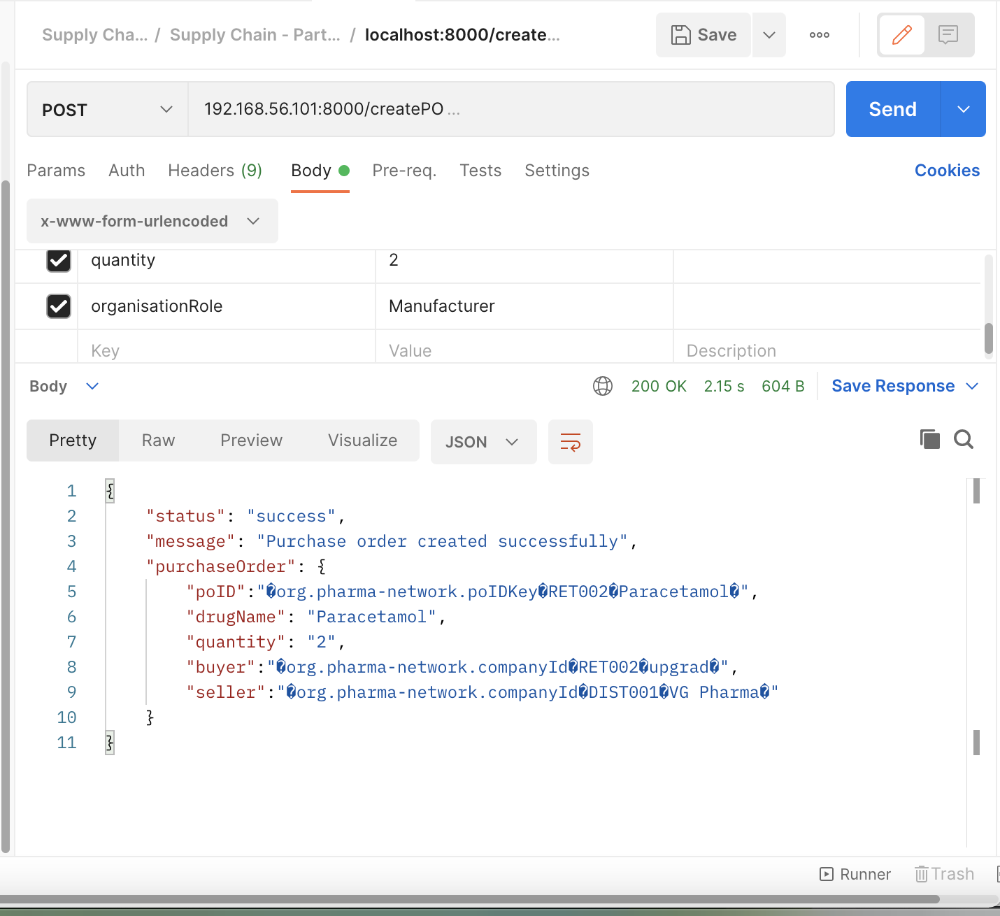 Supply Cha... / Supply Chain - Part... / localhost:8000/create...
Save
POST
192.168.56.101:8000/createPO ...
Send
Params Auth Headers (9) Body Pre-req. Tests Settings Cookies
x-www-form-urlencoded
quantity 2
organisationRole Manufacturer
Key Value Description
Body 200 OK 2.15 s 604 B Save Response
Pretty Raw Preview Visualize JSON
1 {
2 "status": "success",
3 "message": "Purchase order created successfully",
4 "purchaseOrder": {
5 "poID":"�org.pharma-network.poIDKey�RET002�Paracetamol�",
6 "drugName": "Paracetamol",
7 "quantity": "2",
8 "buyer":"�org.pharma-network.companyId�RET002�upgrad�",
9 "seller":"�org.pharma-network.companyId�DIST001�VG Pharma�"
10 }
11 }
Runner Trash